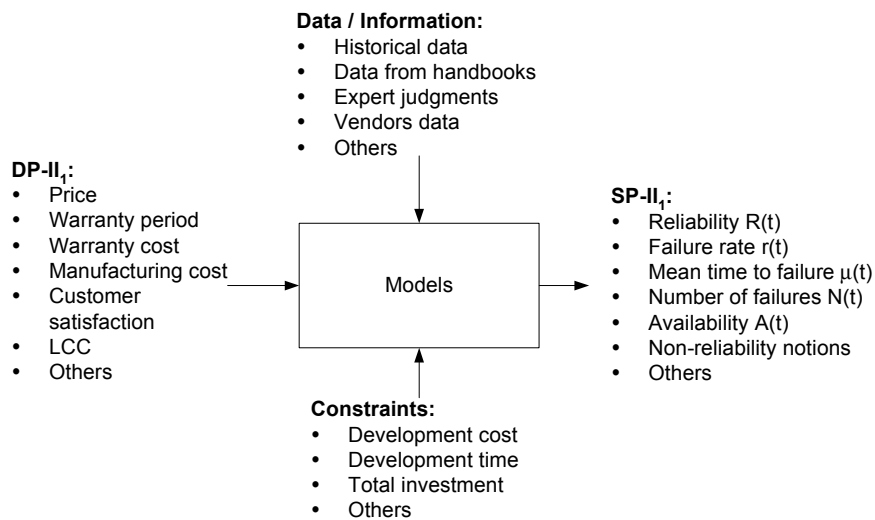 Data / Information:
• Historical data
• Data from handbooks
• Expert judgments
• Vendors data
• Others
DP-II₁:
• Price
• Warranty period
• Warranty cost
• Manufacturing cost
• Customer
satisfaction
• LCC
• Others
Models
SP-II₁:
• Reliability R(t)
• Failure rate r(t)
• Mean time to failure μ(t)
• Number of failures N(t)
• Availability A(t)
• Non-reliability notions
• Others
Constraints:
• Development cost
• Development time
• Total investment
• Others